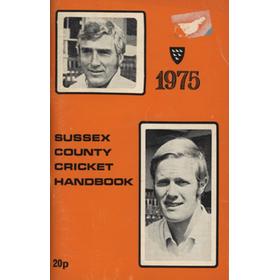 1975
SUSSEX
COUNTY
CRICKET
HANDBOOK
20p